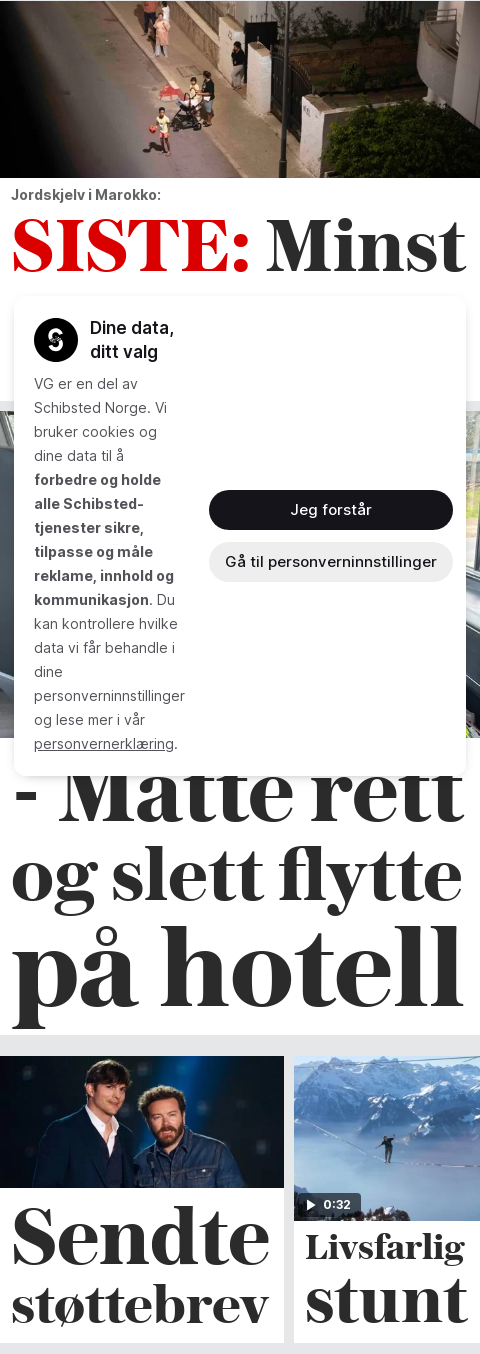 Jordskjelv i Marokko:
SISTE: Minst
Dine data,
ditt valg
VG er en del av
Schibsted Norge. Vi
bruker cookies og
dine data til å
forbedre og holde
alle Schibsted-
tjenester sikre,
tilpasse og måle
reklame, innhold og
kommunikasjon. Du
kan kontrollere hvilke
data vi får behandle i
dine
personverninnstillinger
og lese mer i vår
personvernerklæring.
Jeg forstår
Gå til personverninnstillinger
- Måtte rett
og slett flytte
på hotell
Sendte
støttebrev
0:32
Livsfarlig
stunt